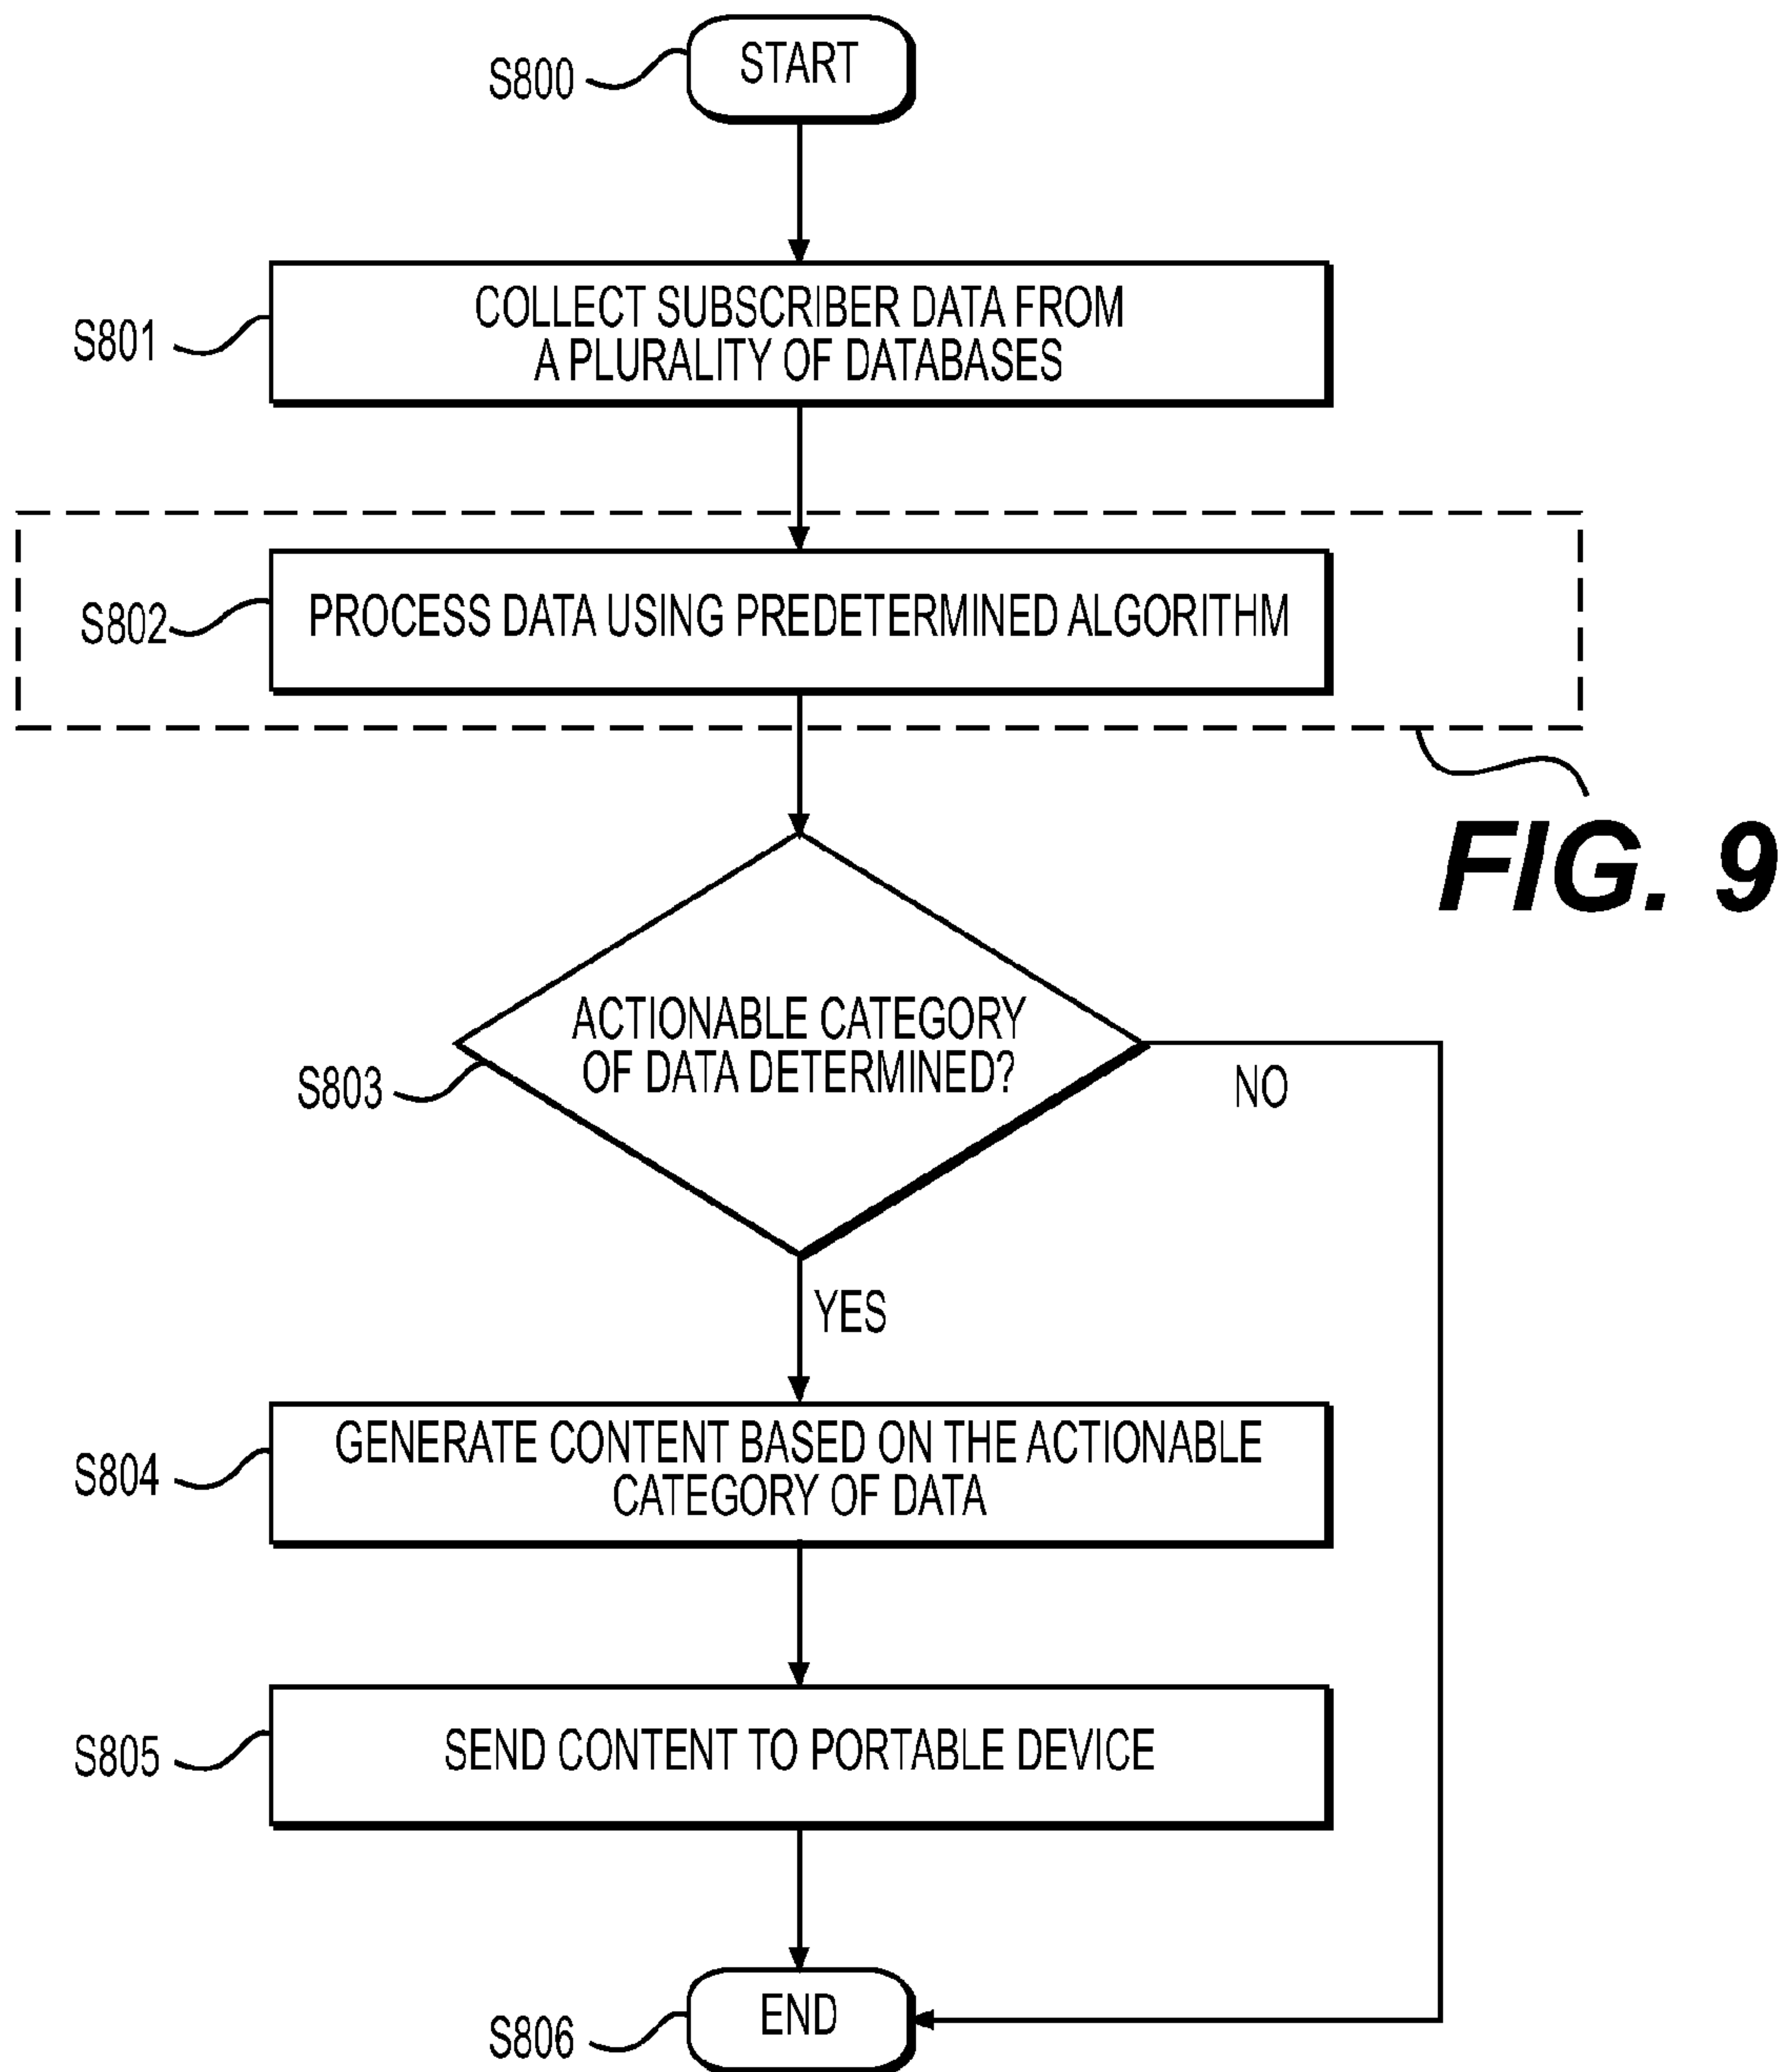 START
S800
COLLECT SUBSCRIBER DATA FROM
A PLURALITY OF DATABASES
S801
PROCESS DATA USING PREDETERMINED ALGORITHM
S802
FIG. 9
ACTIONABLE CATEGORY
OF DATA DETERMINED?
S803
NO
YES
GENERATE CONTENT BASED ON THE ACTIONABLE
CATEGORY OF DATA
S804
SEND CONTENT TO PORTABLE DEVICE
S805
END
S806